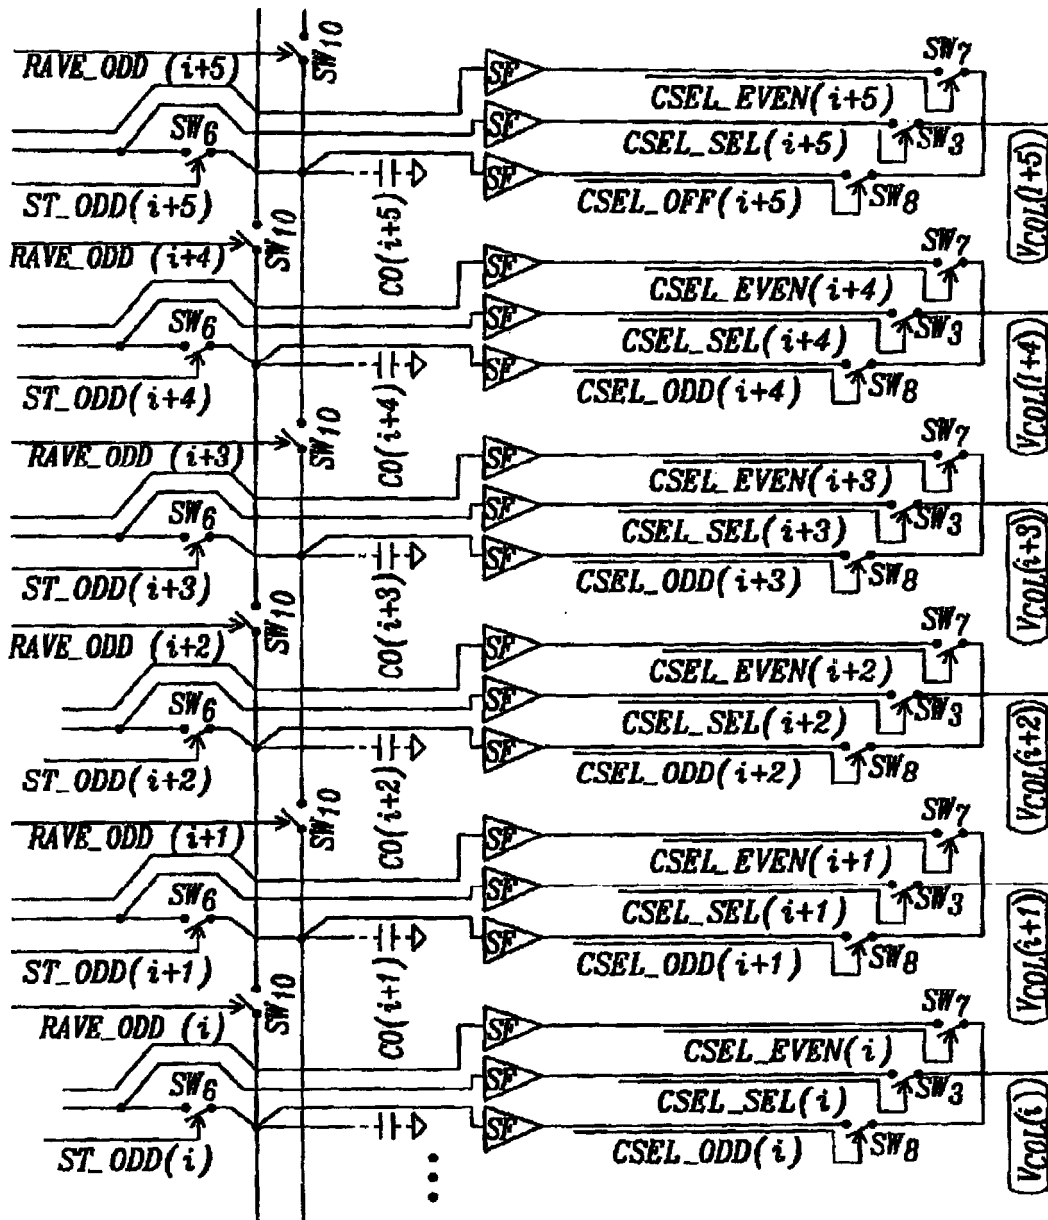 RAVE_ODD (i+5)
SW10
SF
CSEL_EVEN(i+5)
SW7
SW6
SF
CSEL_SEL(i+5)
SW3
ST_ODD(i+5)
CO(i+5)
SF
CSEL_OFF(i+5)
SW8
VCOL(i+5)
RAVE_ODD (i+4)
SW10
SF
CSEL_EVEN(i+4)
SW7
SW6
SF
CSEL_SEL(i+4)
SW3
ST_ODD(i+4)
CO(i+4)
SF
CSEL_ODD(i+4)
SW8
VCOL(i+4)
RAVE_ODD (i+3)
SW10
SF
CSEL_EVEN(i+3)
SW7
SW6
SF
CSEL_SEL(i+3)
SW3
ST_ODD(i+3)
CO(i+3)
SF
CSEL_ODD(i+3)
SW8
VCOL(i+3)
RAVE_ODD (i+2)
SW10
SF
CSEL_EVEN(i+2)
SW7
SW6
SF
CSEL_SEL(i+2)
SW3
ST_ODD(i+2)
CO(i+2)
SF
CSEL_ODD(i+2)
SW8
VCOL(i+2)
RAVE_ODD (i+1)
SW10
SF
CSEL_EVEN(i+1)
SW7
SW6
SF
CSEL_SEL(i+1)
SW3
ST_ODD(i+1)
CO(i+1)
SF
CSEL_ODD(i+1)
SW8
VCOL(i+1)
RAVE_ODD (i)
SW10
SF
CSEL_EVEN(i)
SW7
SW6
SF
CSEL_SEL(i)
SW3
ST_ODD(i)
SF
CSEL_ODD(i)
SW8
VCOL(i)